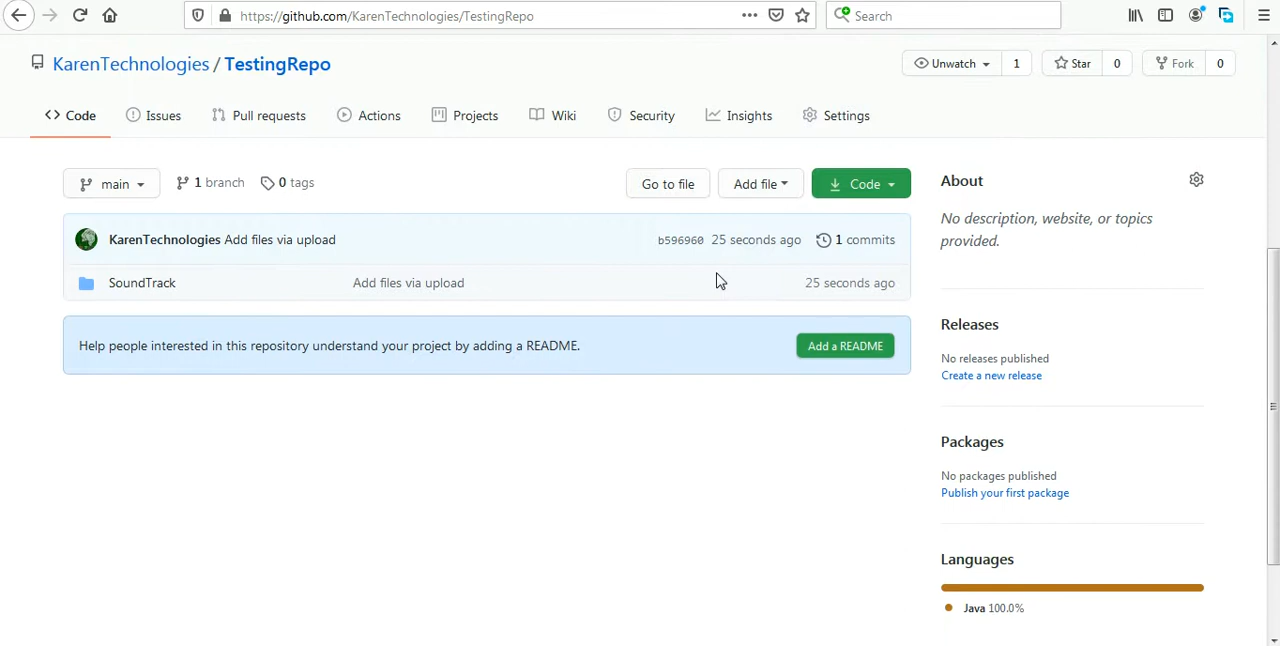 https://github.com/KarenTechnologies/TestingRepo
Search
KarenTechnologies / TestingRepo
Unwatch 1 Star 0 Fork 0
Code Issues Pull requests Actions Projects Wiki Security Insights Settings
main 1 branch 0 tags Go to file Add file Code
KarenTechnologies Add files via upload b596960 25 seconds ago 1 commits
SoundTrack Add files via upload 25 seconds ago
Help people interested in this repository understand your project by adding a README. Add a README
About
No description, website, or topics
provided.
Releases
No releases published
Create a new release
Packages
No packages published
Publish your first package
Languages
Java 100.0%